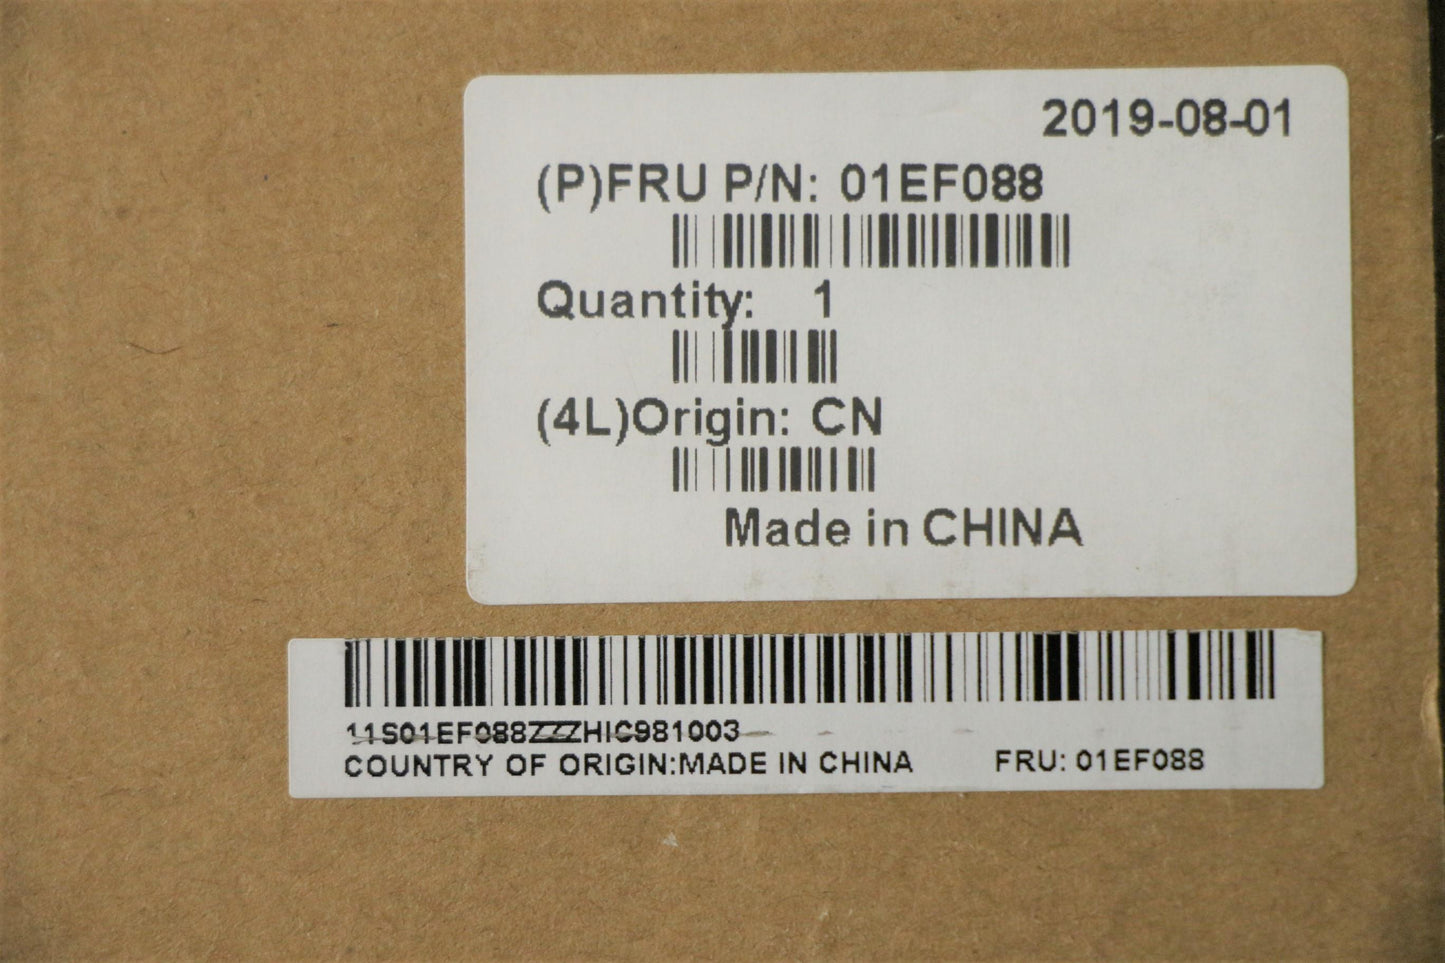 2019-08-01
(P)FRU P/N: 01EF088
Quantity: 1
(4L)Origin: CN
Made in CHINA
11S01EF088ZZZHIC981003
COUNTRY OF ORIGIN:MADE IN CHINA FRU: 01EF088